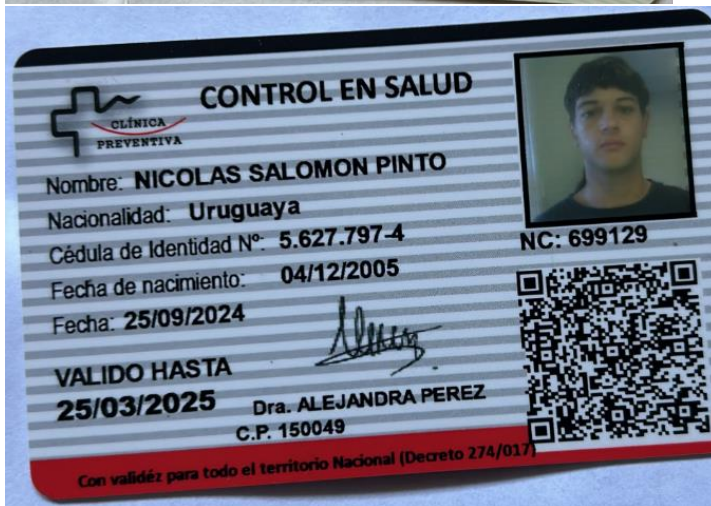 CONTROL EN SALUD
CLÍNICA
PREVENTIVA
Nombre: NICOLAS SALOMON PINTO
Nacionalidad: Uruguaya
Cédula de Identidad Nº: 5.627.797-4
NC: 699129
Fecha de nacimiento: 04/12/2005
Fecha: 25/09/2024
VALIDO HASTA
25/03/2025
Dra. ALEJANDRA PEREZ
C.P. 150049
Con validéz para todo el territorio Nacional (Decreto 274/017)